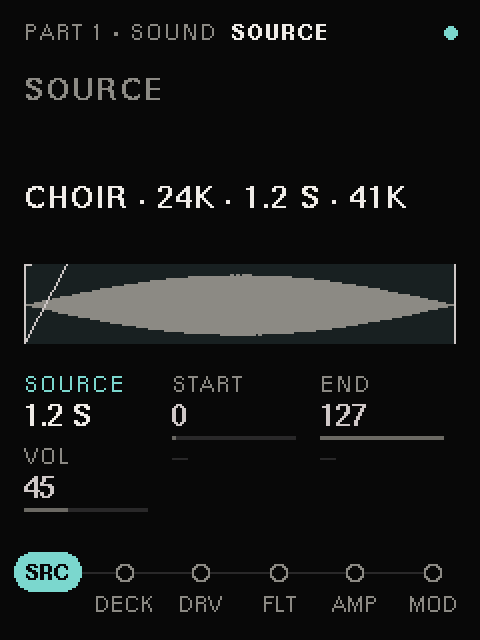 PART 1 · SOUND SOURCE
SOURCE
CHOIR · 24K · 1.2 S · 41K
SOURCE START END
1.2 S 0 127
VOL — —
45
SRC
DECK DRV FLT AMP MOD